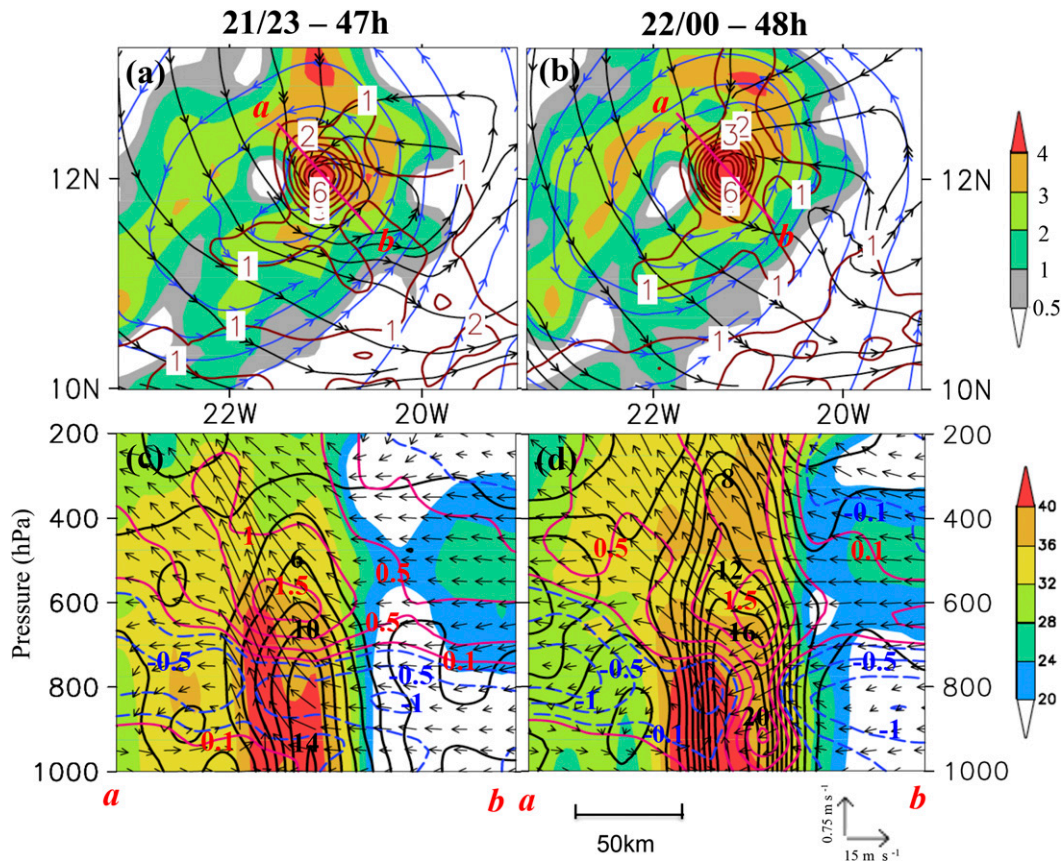 21/23 – 47h
22/00 – 48h
(a)
a
1
2
1
6
b
1
1
1
2
1
12N
10N
22W
20W
(b)
a
2
3
6
1
b
1
1
1
1
12N
10N
22W
20W
4
3
2
1
0.5
Pressure (hPa)
200
400
600
800
1000
(c)
1
6
1.5
0.5
10
0.5
0.1
-0.5
-0.5
-1
0.1
14
a
b
(d)
8
-0.1
0.5
0.1
12
1.5
16
-0.5
-0.5
-1
20
-0.1
-1
a
b
200
400
600
800
1000
40
36
32
28
24
20
50km
0.75 m s⁻¹
15 m s⁻¹